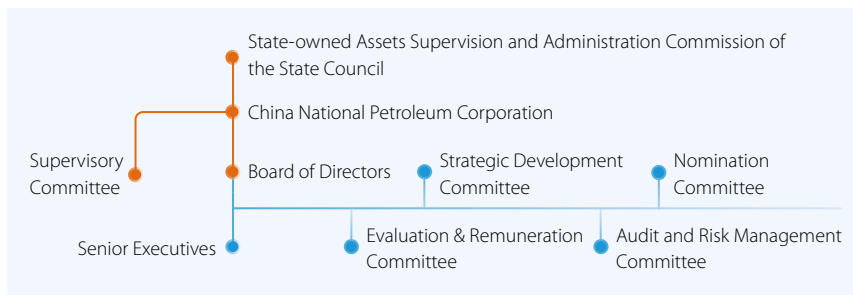 State-owned Assets Supervision and Administration Commission of
the State Council
China National Petroleum Corporation
Supervisory
Committee
Board of Directors
Strategic Development
Committee
Nomination
Committee
Senior Executives
Evaluation & Remuneration
Committee
Audit and Risk Management
Committee